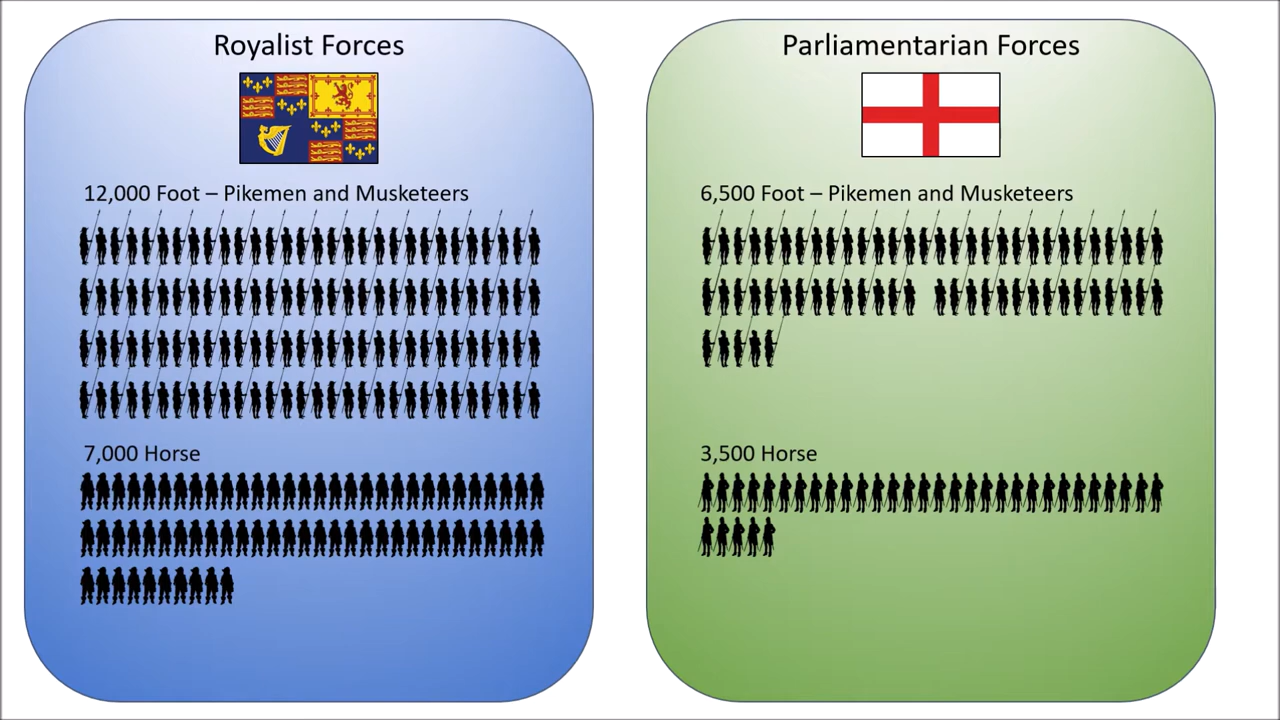 Royalist Forces
12,000 Foot – Pikemen and Musketeers
7,000 Horse
Parliamentarian Forces
6,500 Foot – Pikemen and Musketeers
3,500 Horse